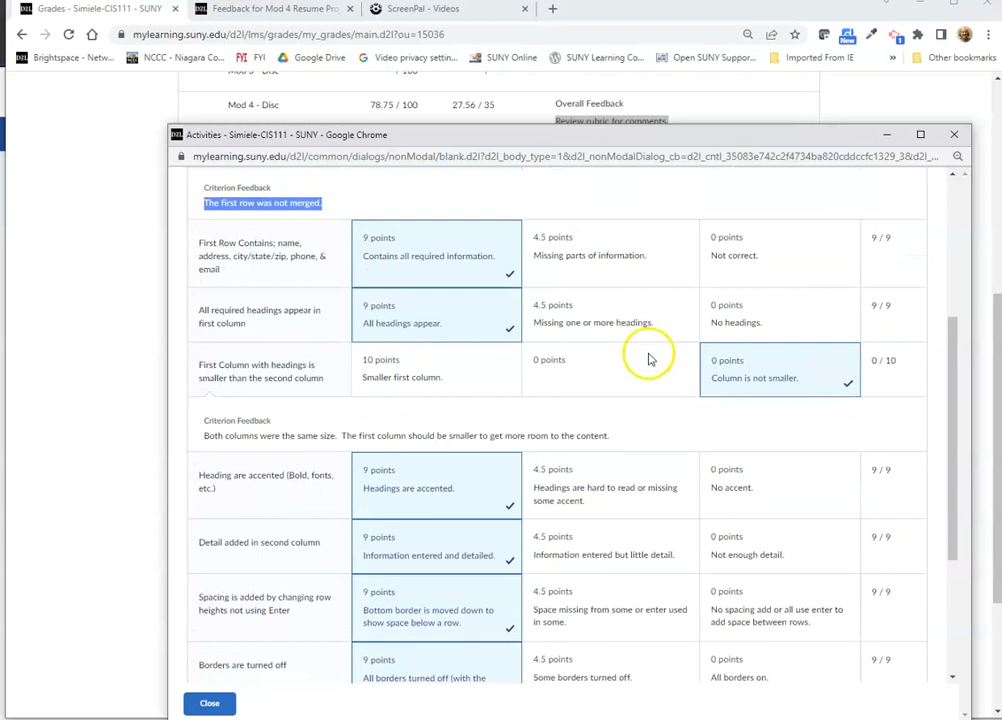 Grades - Simiele-CIS111 - SUNY
Feedback for Mod 4 Resume Pro
ScreenPal - Videos
mylearning.suny.edu/d2l/lms/grades/my_grades/main.d2l?ou=15036
Brightspace - Netw...
NCCC - Niagara Co...
FYI
Google Drive
Video privacy setti...
SUNY Online
SUNY Learning Co...
Open SUNY Suppor...
Imported From IE
Other bookmarks
Mod 4 - Disc
78.75 / 100
27.56 / 35
Overall Feedback
Review rubric for comments.
Activities - Simiele-CIS111 - SUNY - Google Chrome
mylearning.suny.edu/d2l/common/dialogs/nonModal/blank.d2l?d2l_body_type=1&d2l_nonModalDialog_cb=d2l_cntl_35083e742c2f4734ba820cddccfc1329_3&d2l_...
Criterion Feedback
The first row was not merged.
First Row Contains; name,
address, city/state/zip, phone, &
email
9 points
Contains all required information.
4.5 points
Missing parts of information.
0 points
Not correct.
9 / 9
All required headings appear in
first column
9 points
All headings appear.
4.5 points
Missing one or more headings.
0 points
No headings.
9 / 9
First Column with headings is
smaller than the second column
10 points
Smaller first column.
0 points
0 points
Column is not smaller.
0 / 10
Criterion Feedback
Both columns were the same size. The first column should be smaller to get more room to the content.
Heading are accented (Bold, fonts,
etc.)
9 points
Headings are accented.
4.5 points
Headings are hard to read or missing
some accent.
0 points
No accent.
9 / 9
Detail added in second column
9 points
Information entered and detailed.
4.5 points
Information entered but little detail.
0 points
Not enough detail.
9 / 9
Spacing is added by changing row
heights not using Enter
9 points
Bottom border is moved down to
show space below a row.
4.5 points
Space missing from some or enter used
in some.
0 points
No spacing add or all use enter to
add space between rows.
9 / 9
Borders are turned off
9 points
All borders turned off (with the
4.5 points
Some borders turned off.
0 points
All borders on.
9 / 9
Close